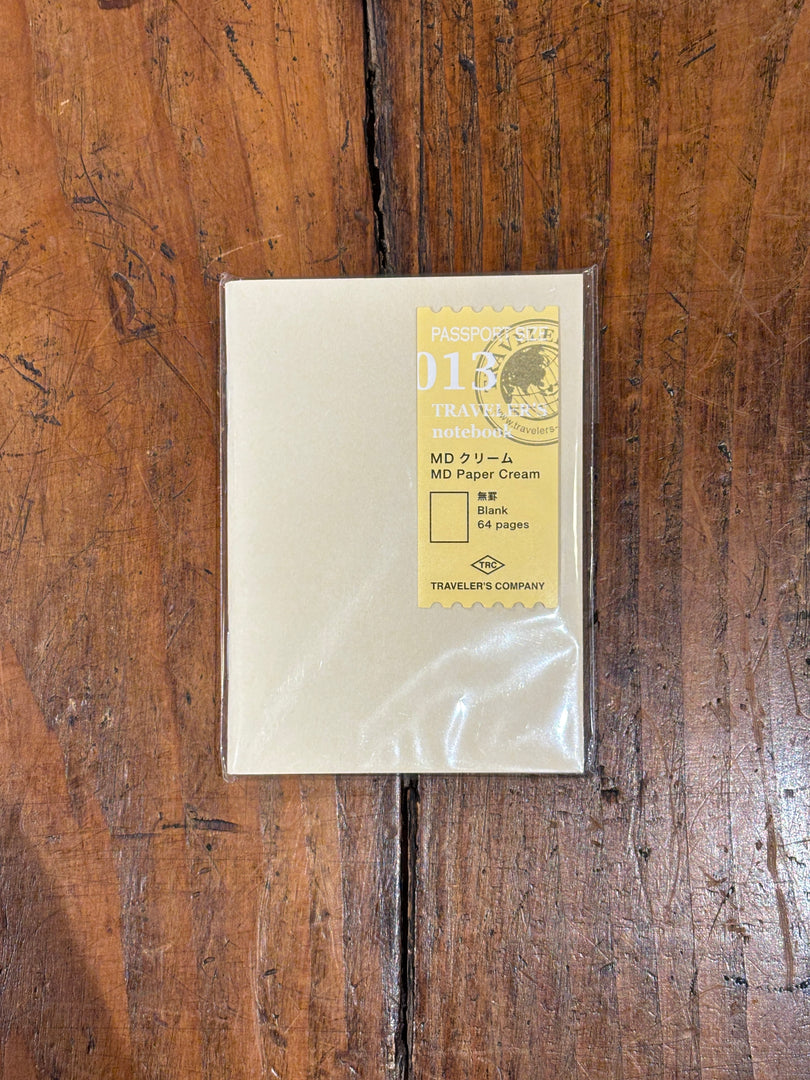 PASSPORT SIZE
013
TRAVELER'S
notebook
MD クリーム
MD Paper Cream
無罫
Blank
64 pages
TRC
TRAVELER'S COMPANY